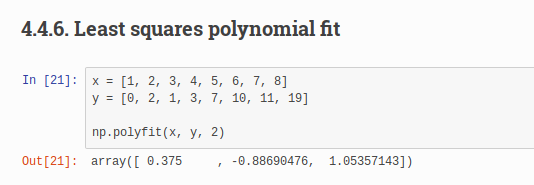 4.4.6. Least squares polynomial fit
In [21]: x = [1, 2, 3, 4, 5, 6, 7, 8]
y = [0, 2, 1, 3, 7, 10, 11, 19]
np.polyfit(x, y, 2)
Out[21]: array([ 0.375     , -0.88690476,  1.05357143])